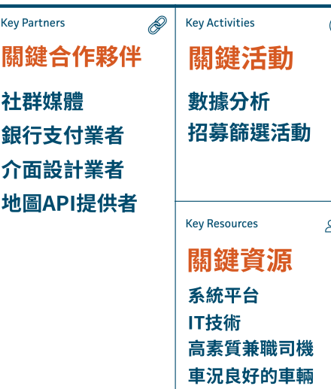 Key Partners
關鍵合作夥伴
社群媒體
銀行支付業者
介面設計業者
地圖API提供者
Key Activities
關鍵活動
數據分析
招募篩選活動
Key Resources
關鍵資源
系統平台
IT技術
高素質兼職司機
車況良好的車輛